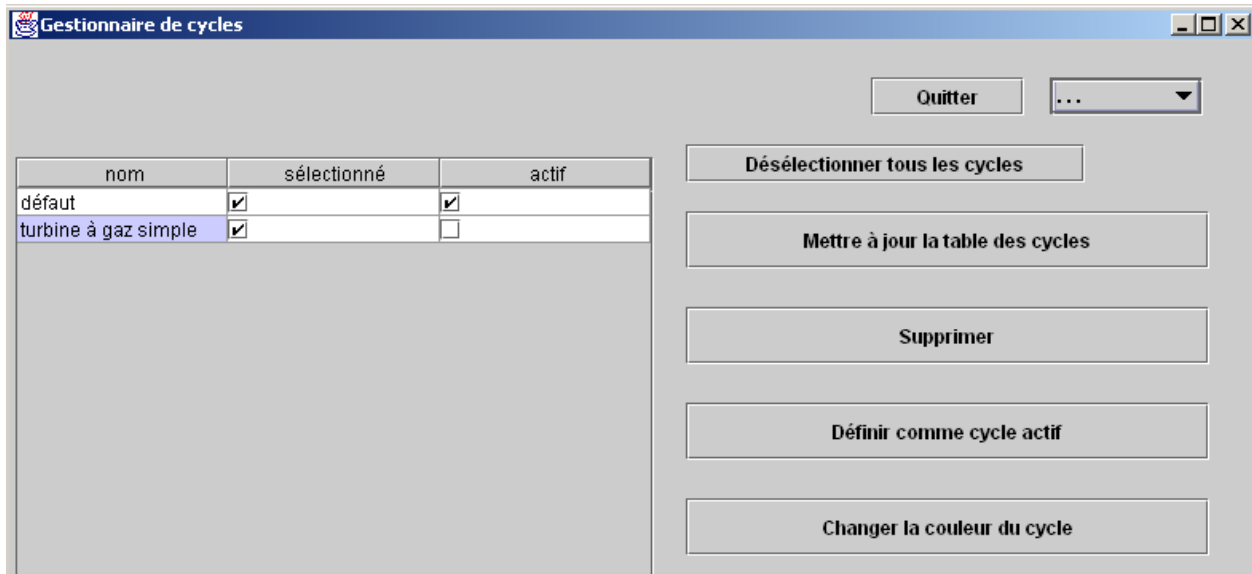 Gestionnaire de cycles
Quitter
...
Désélectionner tous les cycles
nom sélectionné actif
défaut
turbine à gaz simple
Mettre à jour la table des cycles
Supprimer
Définir comme cycle actif
Changer la couleur du cycle